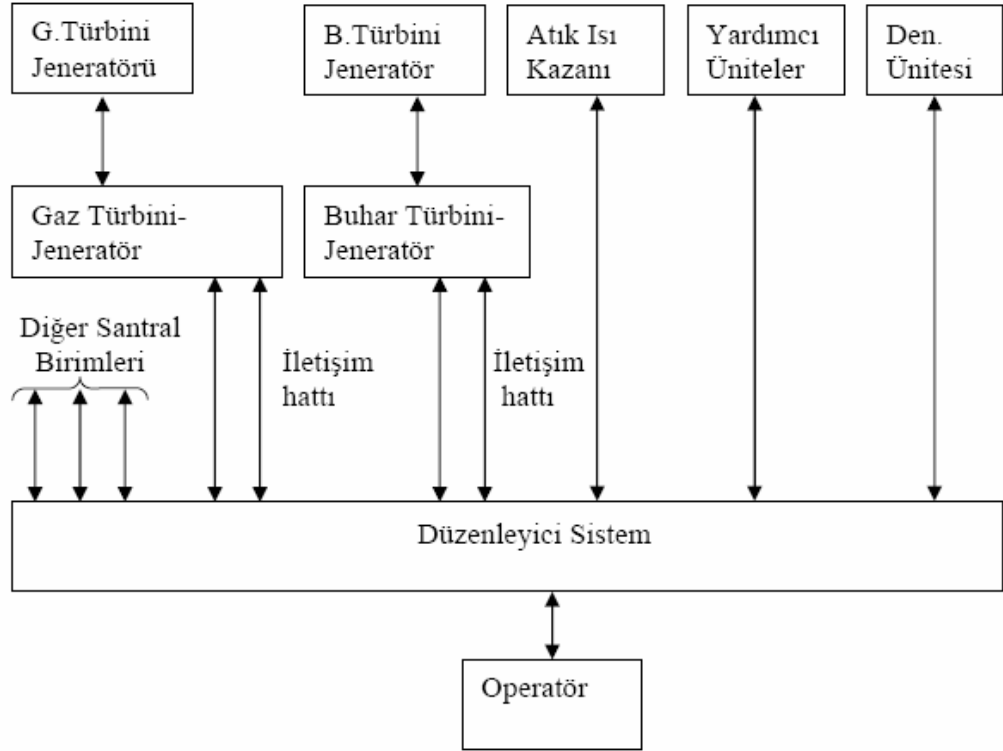 G.Türbini
Jeneratörü
B.Türbini
Jeneratör
Atık Isı
Kazanı
Yardımcı
Üniteler
Den.
Ünitesi
Gaz Türbini-
Jeneratör
Buhar Türbini-
Jeneratör
Diğer Santral
Birimleri
İletişim
hattı
İletişim
hattı
Düzenleyici Sistem
Operatör